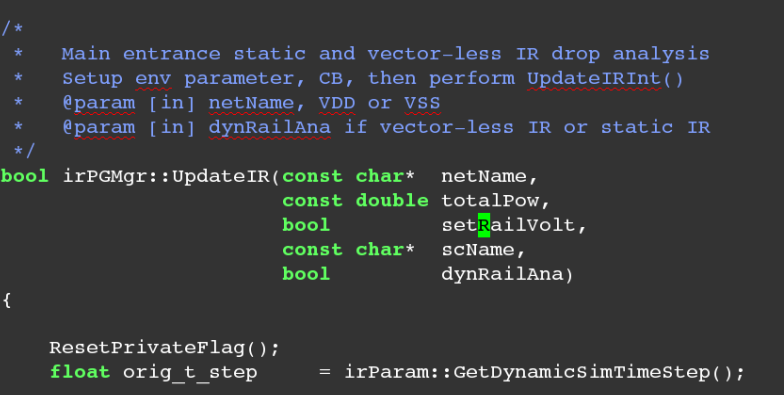 /*
 *   Main entrance static and vector-less IR drop analysis
 *   Setup env parameter, CB, then perform UpdateIRInt()
 *   @param [in] netName, VDD or VSS
 *   @param [in] dynRailAna if vector-less IR or static IR
 */
bool irPGMgr::UpdateIR(const char*  netName,
                       const double totalPow,
                       bool         setRailVolt,
                       const char*  scName,
                       bool         dynRailAna)
{
    ResetPrivateFlag();
    float orig_t_step     = irParam::GetDynamicSimTimeStep();